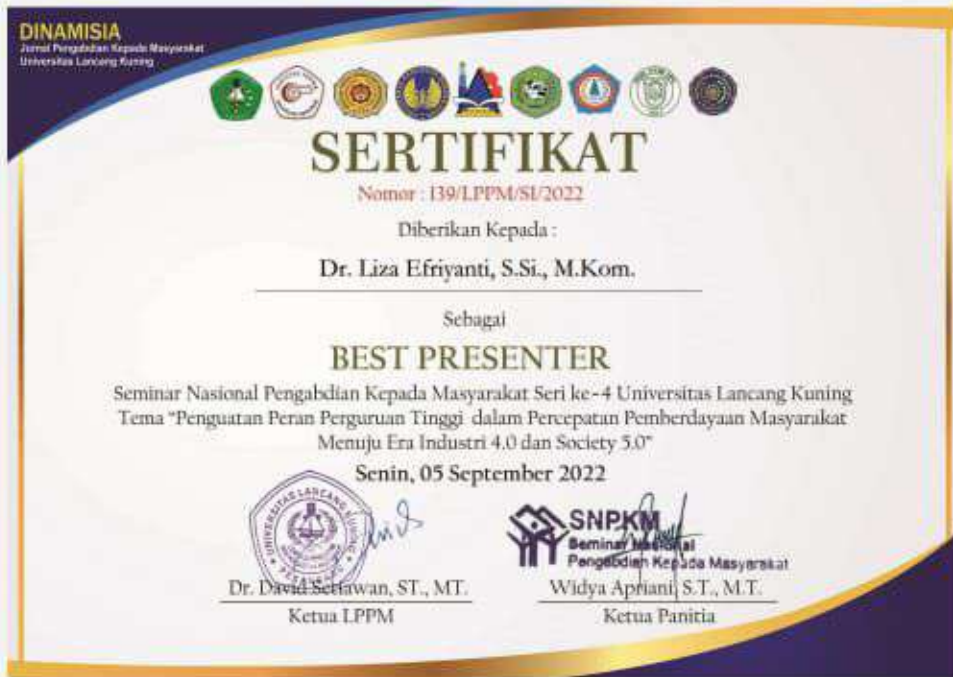 DINAMISIA
Jurnal Pengabdian Kepada Masyarakat
Universitas Lancang Kuning
SERTIFIKAT
Nomor : 139/LPPM/SI/2022
Diberikan Kepada :
Dr. Liza Efriyanti, S.Si., M.Kom.
Sebagai
BEST PRESENTER
Seminar Nasional Pengabdian Kepada Masyarakat Seri ke-4 Universitas Lancang Kuning
Tema "Penguatan Peran Perguruan Tinggi dalam Percepatan Pemberdayaan Masyarakat
Menuju Era Industri 4.0 dan Society 5.0"
Senin, 05 September 2022
UNIVERSITAS LANCANG KUNING
SNPKM
Seminar Nasional
Pengabdian Kepada Masyarakat
Dr. David Setiawan, ST., MT.
Widya Apriani, S.T., M.T.
Ketua LPPM
Ketua Panitia